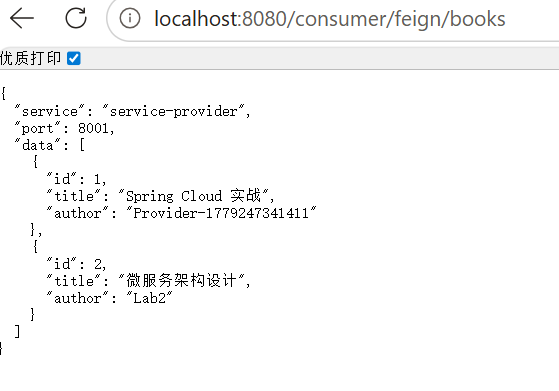 localhost:8080/consumer/feign/books
优质打印
{
  "service": "service-provider",
  "port": 8001,
  "data": [
    {
      "id": 1,
      "title": "Spring Cloud 实战",
      "author": "Provider-1779247341411"
    },
    {
      "id": 2,
      "title": "微服务架构设计",
      "author": "Lab2"
    }
  ]
}